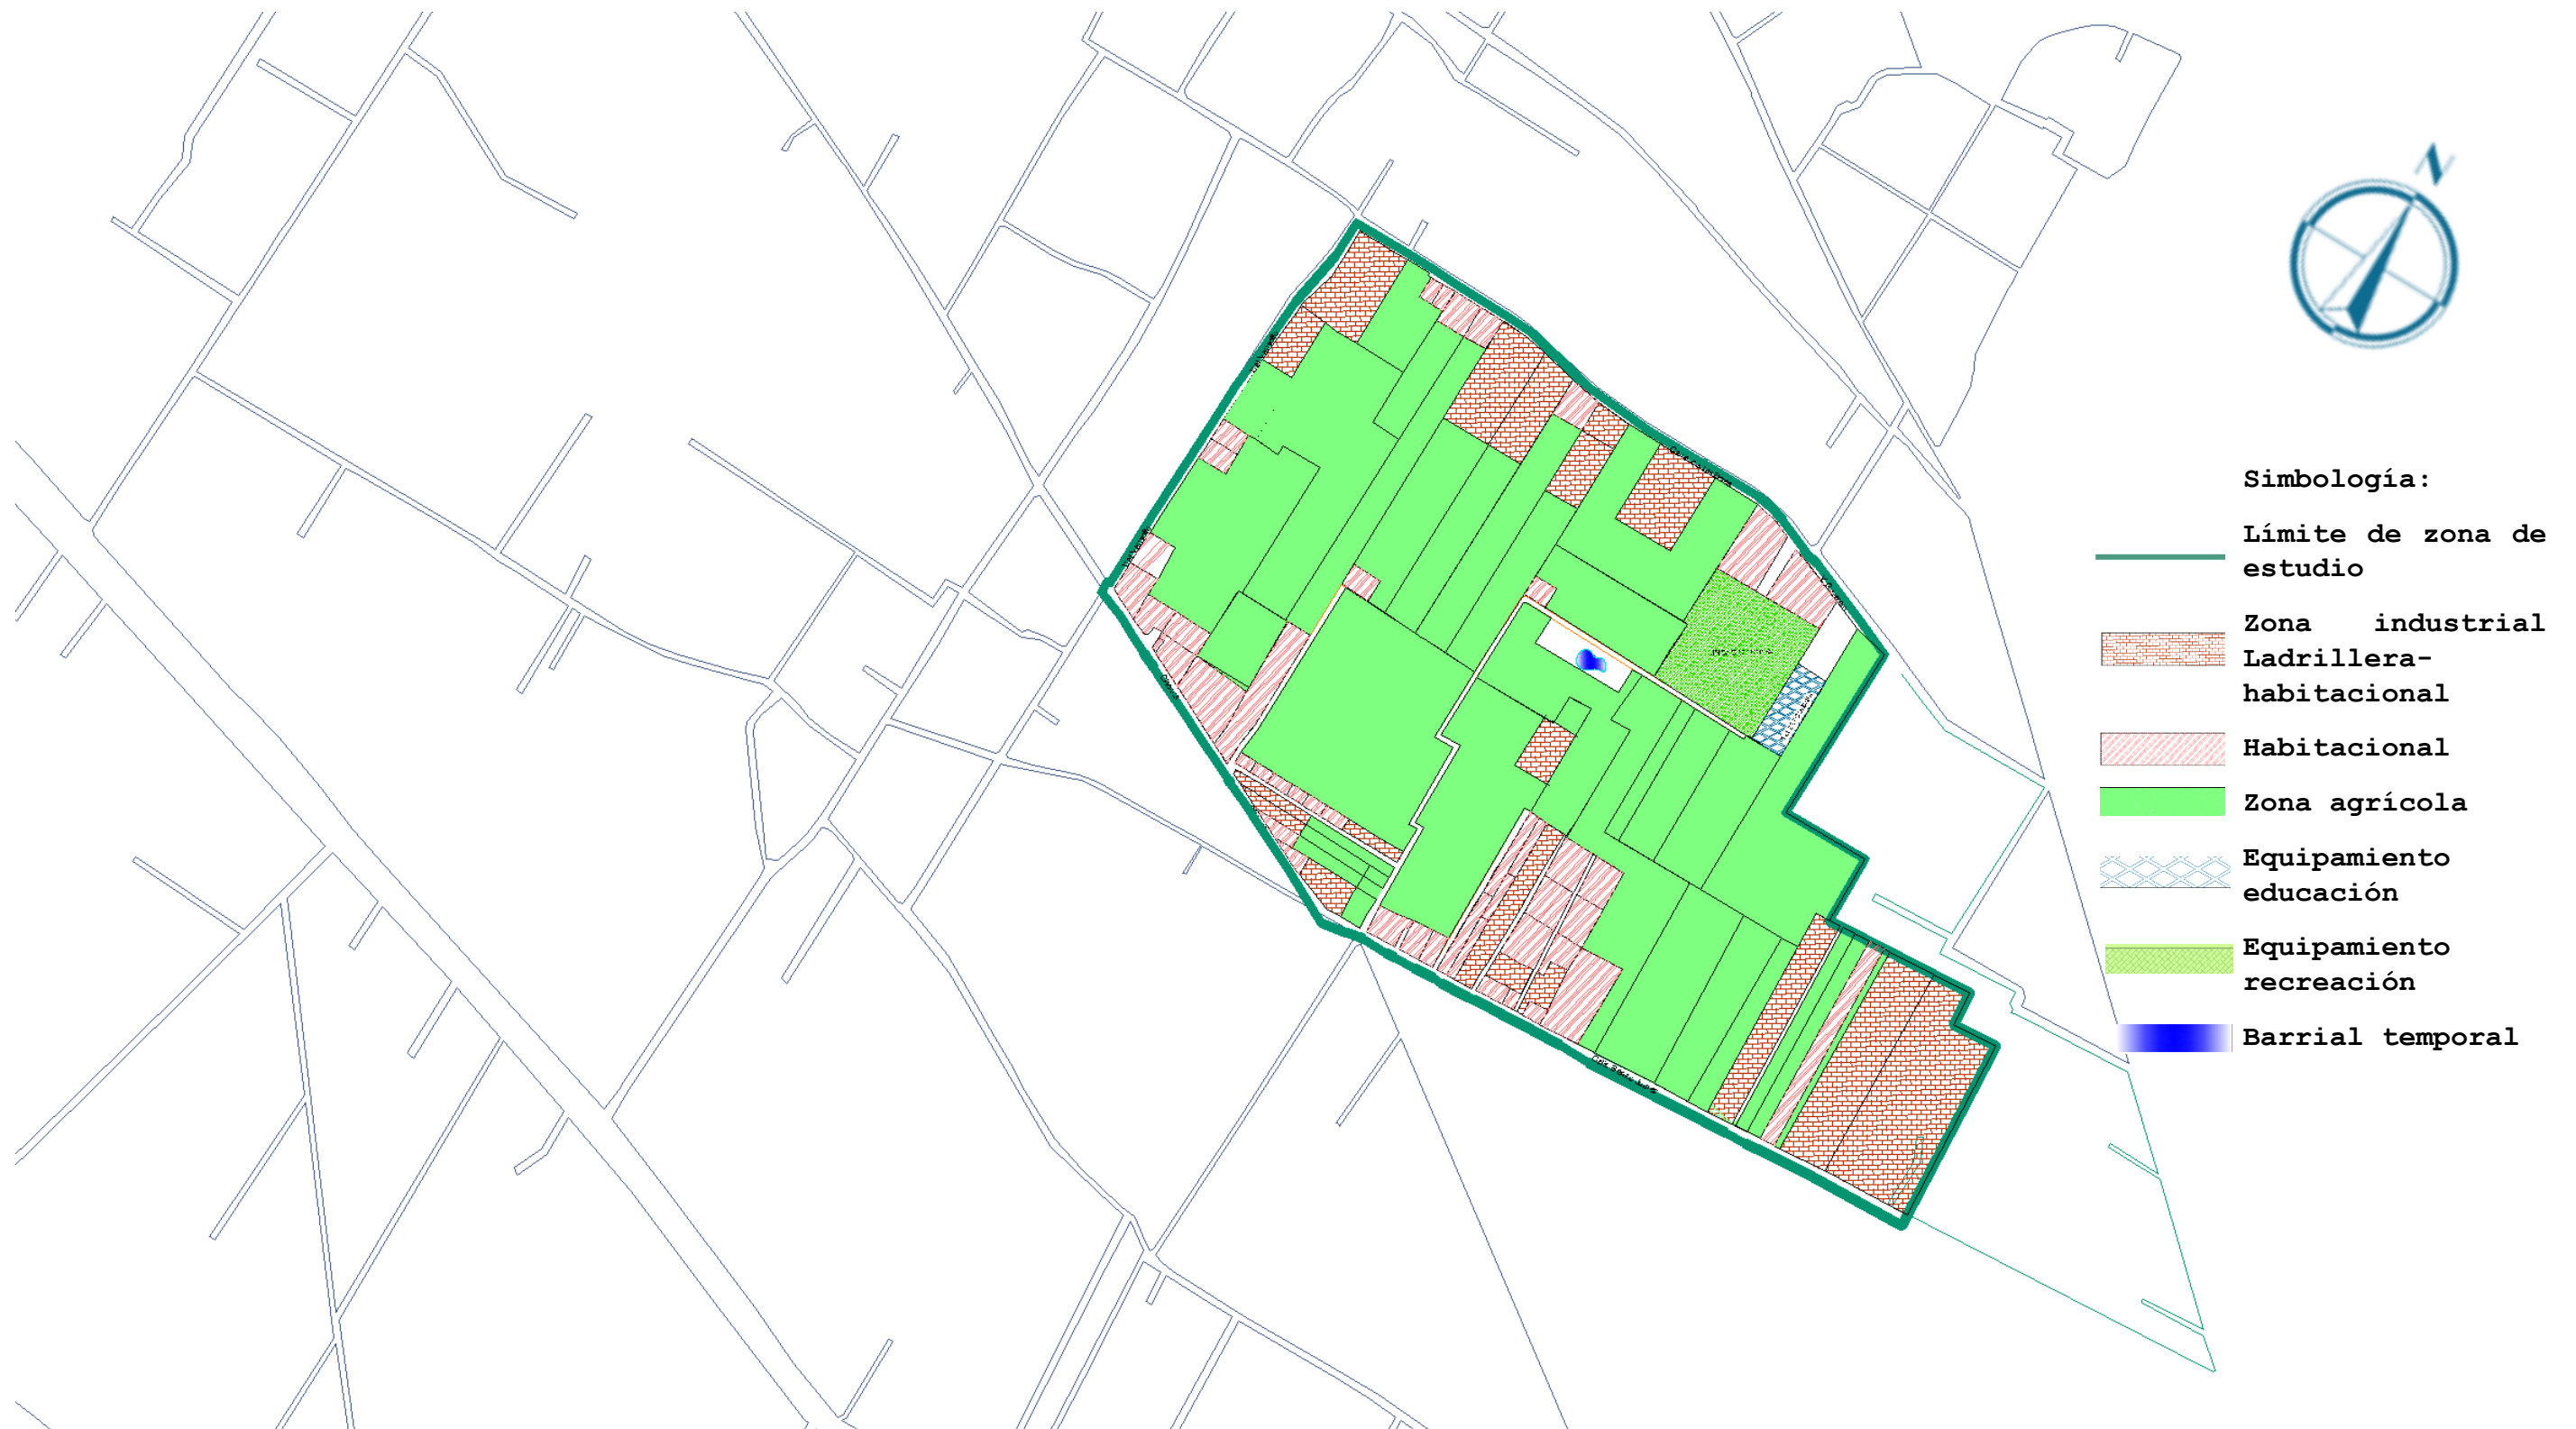 N
Simbología:
Límite de zona de
estudio
Zona industrial
Ladrillera-
habitacional
Habitacional
Zona agrícola
Equipamiento
educación
Equipamiento
recreación
Barrial temporal